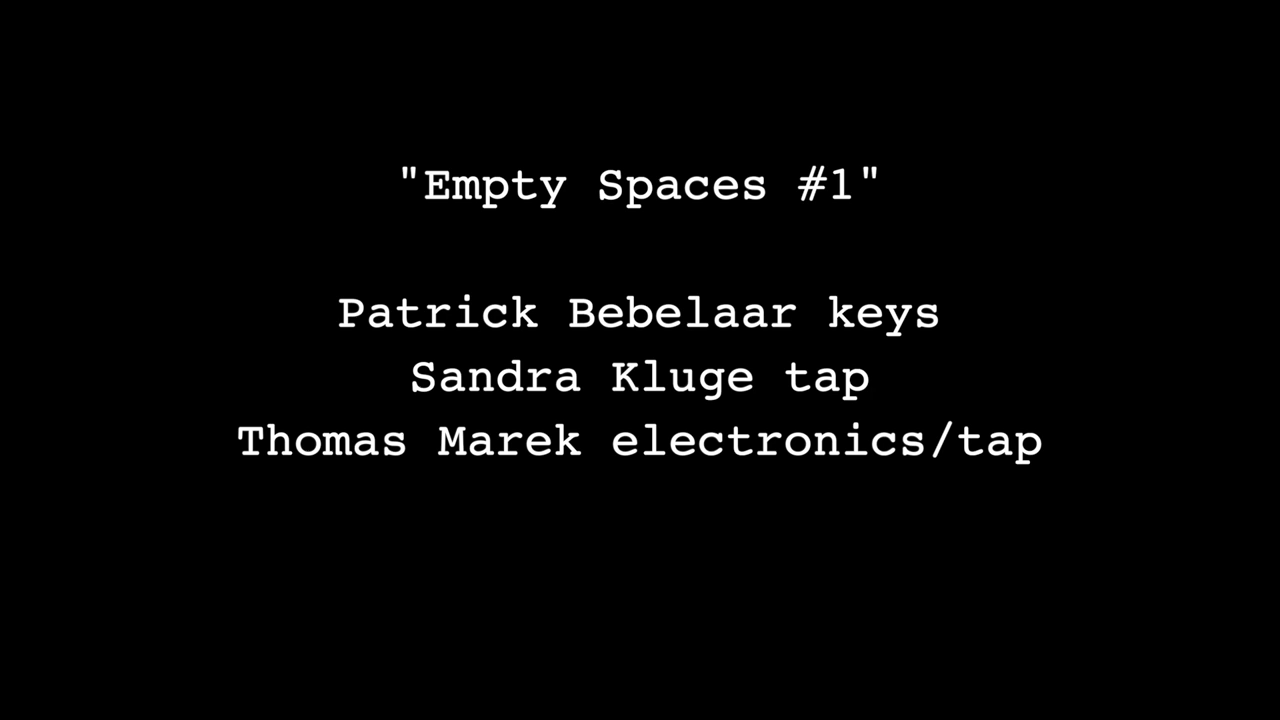 "Empty Spaces #1"
Patrick Bebelaar keys
Sandra Kluge tap
Thomas Marek electronics/tap